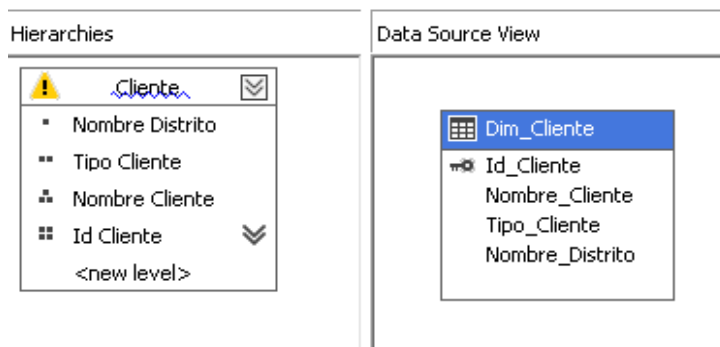 Hierarchies
Cliente
Nombre Distrito
Tipo Cliente
Nombre Cliente
Id Cliente
<new level>
Data Source View
Dim_Cliente
Id_Cliente
Nombre_Cliente
Tipo_Cliente
Nombre_Distrito